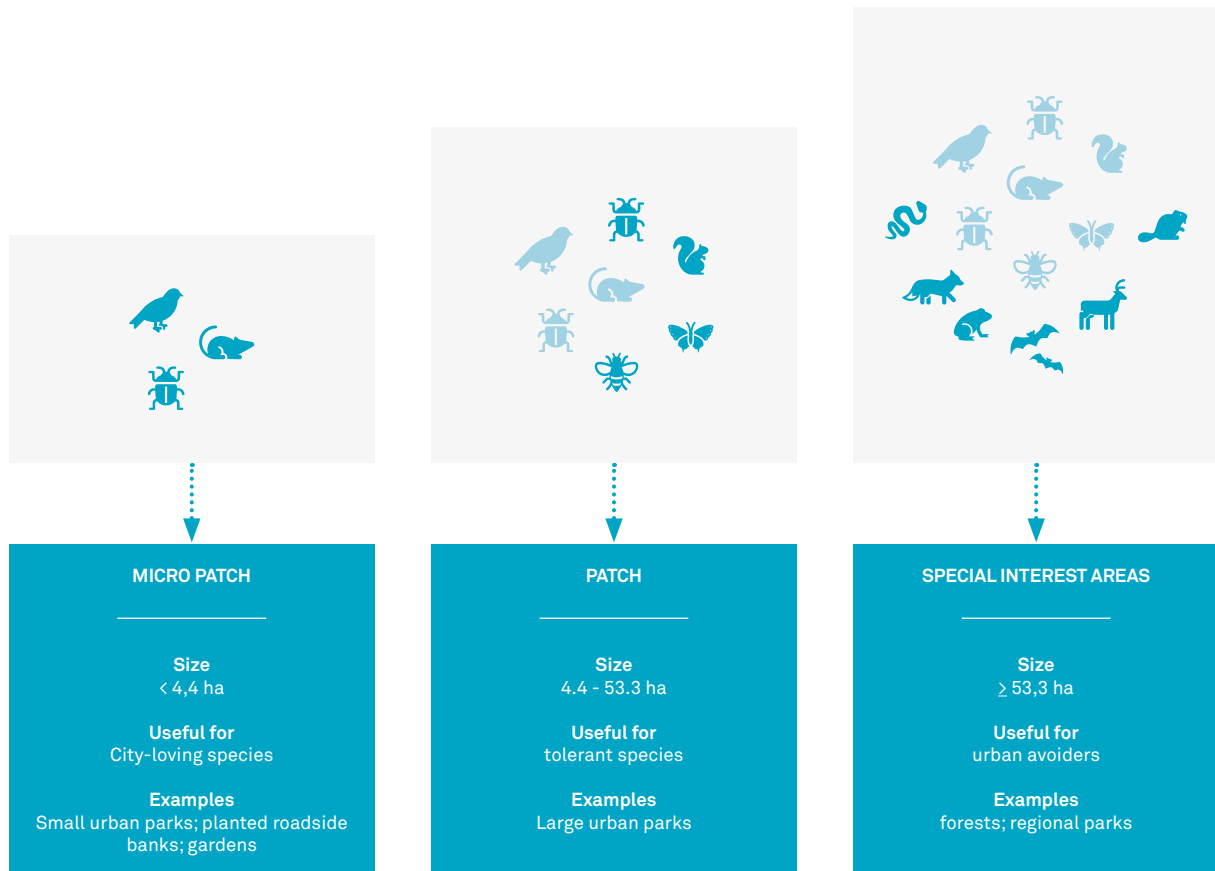 MICRO PATCH
Size
< 4,4 ha
Useful for
City-loving species
Examples
Small urban parks; planted roadside
banks; gardens
PATCH
Size
4.4 - 53.3 ha
Useful for
tolerant species
Examples
Large urban parks
SPECIAL INTEREST AREAS
Size
≥ 53,3 ha
Useful for
urban avoiders
Examples
forests; regional parks